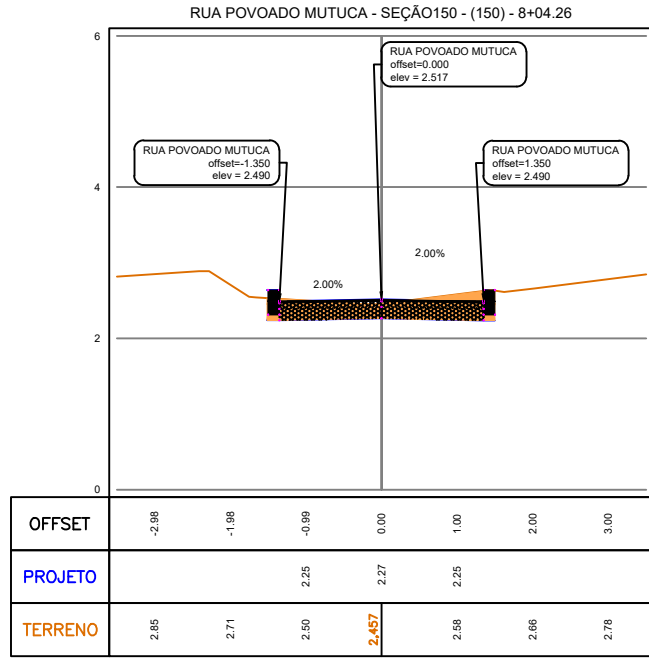 RUA POVOADO MUTUCA - SEÇÃO150 - (150) - 8+04.26
6
RUA POVOADO MUTUCA
offset=0.000
elev = 2.517
RUA POVOADO MUTUCA
offset=-1.350
elev = 2.490
RUA POVOADO MUTUCA
offset=1.350
elev = 2.490
4
2.00%
2.00%
2
0
OFFSET -2.98 -1.98 -0.99 0.00 1.00 2.00 3.00
PROJETO 2.25 2.27 2.25
TERRENO 2.85 2.71 2.50 2,457 2.58 2.66 2.78